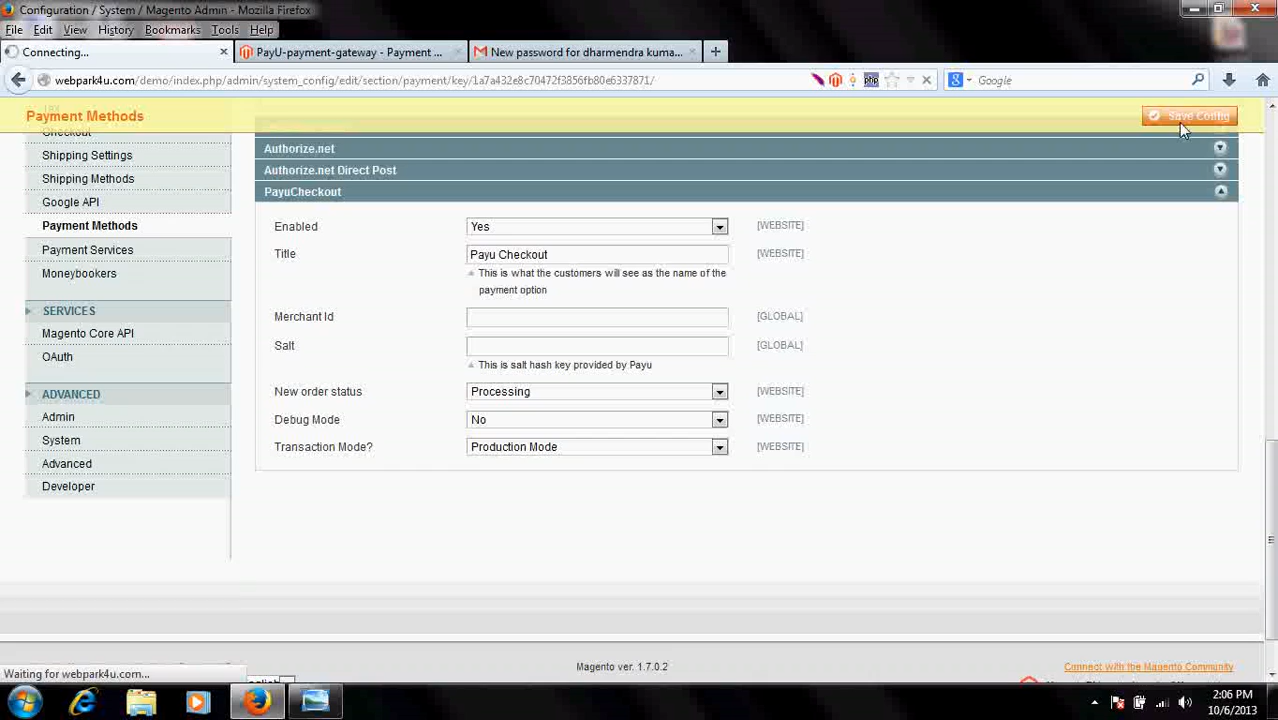 Configuration / System / Magento Admin - Mozilla Firefox
File Edit View History Bookmarks Tools Help
Connecting... PayU-payment-gateway - Payment ... New password for dharmendra kuma...
webpark4u.com/demo/index.php/admin/system_config/edit/section/payment/key/1a7a432e8c70472f3856fb80e6337871/ Google
Payment Methods Save Config
Checkout
Shipping Settings
Shipping Methods
Google API
Payment Methods
Payment Services
Moneybookers
SERVICES
Magento Core API
OAuth
ADVANCED
Admin
System
Advanced
Developer
Authorize.net
Authorize.net Direct Post
PayuCheckout
Enabled Yes [WEBSITE]
Title Payu Checkout [WEBSITE]
This is what the customers will see as the name of the
payment option
Merchant Id [GLOBAL]
Salt [GLOBAL]
This is salt hash key provided by Payu
New order status Processing [WEBSITE]
Debug Mode No [WEBSITE]
Transaction Mode? Production Mode [WEBSITE]
Magento ver. 1.7.0.2 Connect with the Magento Community
Waiting for webpark4u.com...
2:06 PM
10/6/2013